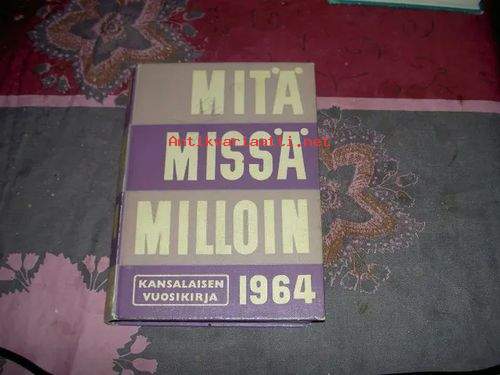 MITÄ
MISSÄ
MILLOIN
KANSALAISEN
VUOSIKIRJA
1964
Antikvariaatti.net